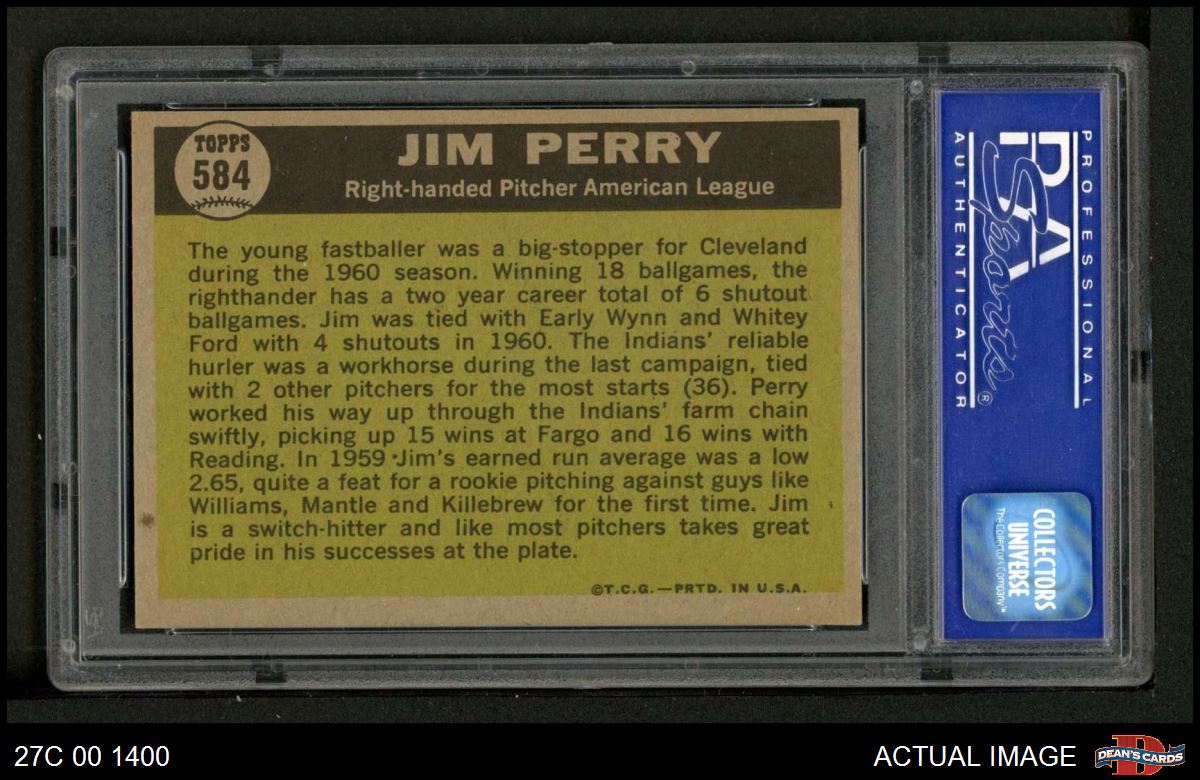 TOPPS
584
JIM PERRY
Right-handed Pitcher American League
The young fastballer was a big-stopper for Cleveland
during the 1960 season. Winning 18 ballgames, the
righthander has a two year career total of 6 shutout
ballgames. Jim was tied with Early Wynn and Whitey
Ford with 4 shutouts in 1960. The Indians' reliable
hurler was a workhorse during the last campaign, tied
with 2 other pitchers for the most starts (36). Perry
worked his way up through the Indians' farm chain
swiftly, picking up 15 wins at Fargo and 16 wins with
Reading. In 1959 Jim's earned run average was a low
2.65, quite a feat for a rookie pitching against guys like
Williams, Mantle and Killebrew for the first time. Jim
is a switch-hitter and like most pitchers takes great
pride in his successes at the plate.
©T.C.G.—PRTD. IN U.S.A.
PROFESSIONAL
PSA
Sports®
AUTHENTICATOR
COLLECTORS
UNIVERSE
The Collectors Company™
27C 00 1400
ACTUAL IMAGE
DEAN'S CARDS